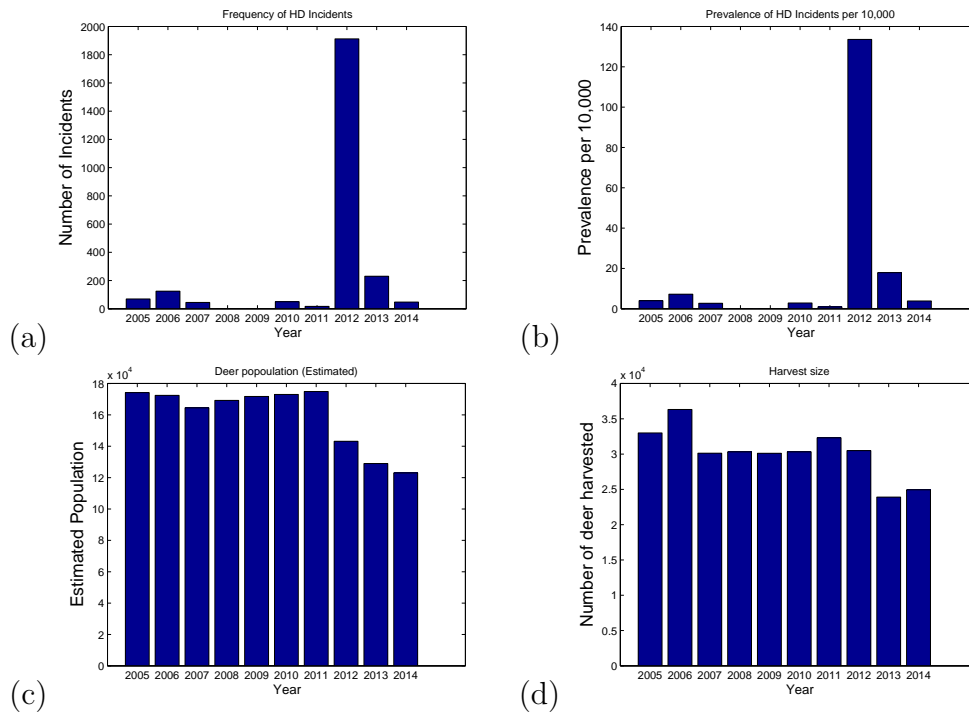 Frequency of HD Incidents
2000
1800
1600
1400
1200
1000
800
600
400
200
0
Number of Incidents
2005 2006 2007 2008 2009 2010 2011 2012 2013 2014
Year
(a)
Prevalence of HD Incidents per 10,000
140
120
100
80
60
40
20
0
Prevalence per 10,000
2005 2006 2007 2008 2009 2010 2011 2012 2013 2014
Year
(b)
Deer popoulation (Estimated)
x 10^4
18
16
14
12
10
8
6
4
2
0
Estimated Population
2005 2006 2007 2008 2009 2010 2011 2012 2013 2014
Year
(c)
Harvest size
x 10^4
4
3.5
3
2.5
2
1.5
1
0.5
0
Number of deer harvested
2005 2006 2007 2008 2009 2010 2011 2012 2013 2014
Year
(d)